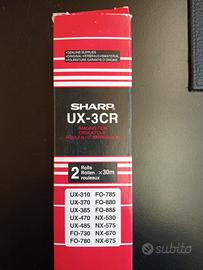 •GENUINE SUPPLIES
•ORIGINAL-VERBRAUCHSMATERIAL
•FOURNITURE GARANTIE D'ORIGINE
SHARP
UX-3CR
IMAGING FILM
2 Rolls
Rollen
rouleaux
×30m
UX-310 FO-785
UX-370 FO-880
UX-385 FO-885
UX-470 NX-530
UX-485 NX-575
FO-730 NX-670
FO-780 NX-675
subito